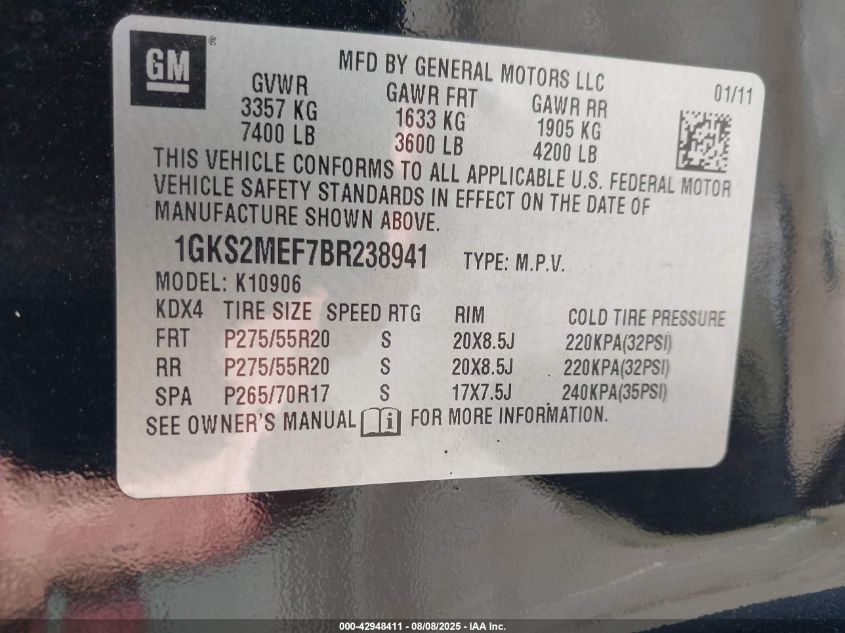 GM ®
MFD BY GENERAL MOTORS LLC
01/11
GVWR GAWR FRT GAWR RR
3357 KG 1633 KG 1905 KG
7400 LB 3600 LB 4200 LB
THIS VEHICLE CONFORMS TO ALL APPLICABLE U.S. FEDERAL MOTOR
VEHICLE SAFETY STANDARDS IN EFFECT ON THE DATE OF
MANUFACTURE SHOWN ABOVE.
1GKS2MEF7BR238941 TYPE: M.P.V.
MODEL: K10906
KDX4 TIRE SIZE SPEED RTG RIM COLD TIRE PRESSURE
FRT P275/55R20 S 20X8.5J 220KPA(32PSI)
RR P275/55R20 S 20X8.5J 220KPA(32PSI)
SPA P265/70R17 S 17X7.5J 240KPA(35PSI)
SEE OWNER'S MANUAL i FOR MORE INFORMATION.
000-42948411 - 08/08/2025 - IAA Inc.